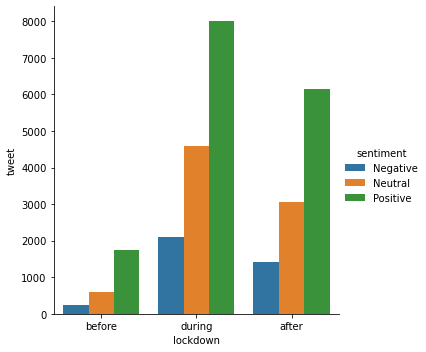 8000
7000
6000
5000
4000
3000
2000
1000
0
tweet
before during after
lockdown
sentiment
Negative
Neutral
Positive